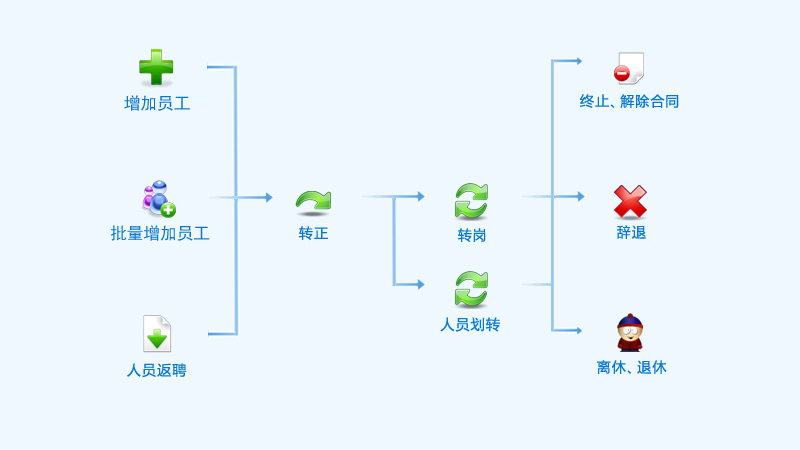 增加员工
终止、解除合同
批量增加员工
转正
转岗
辞退
人员划转
人员返聘
离休、退休